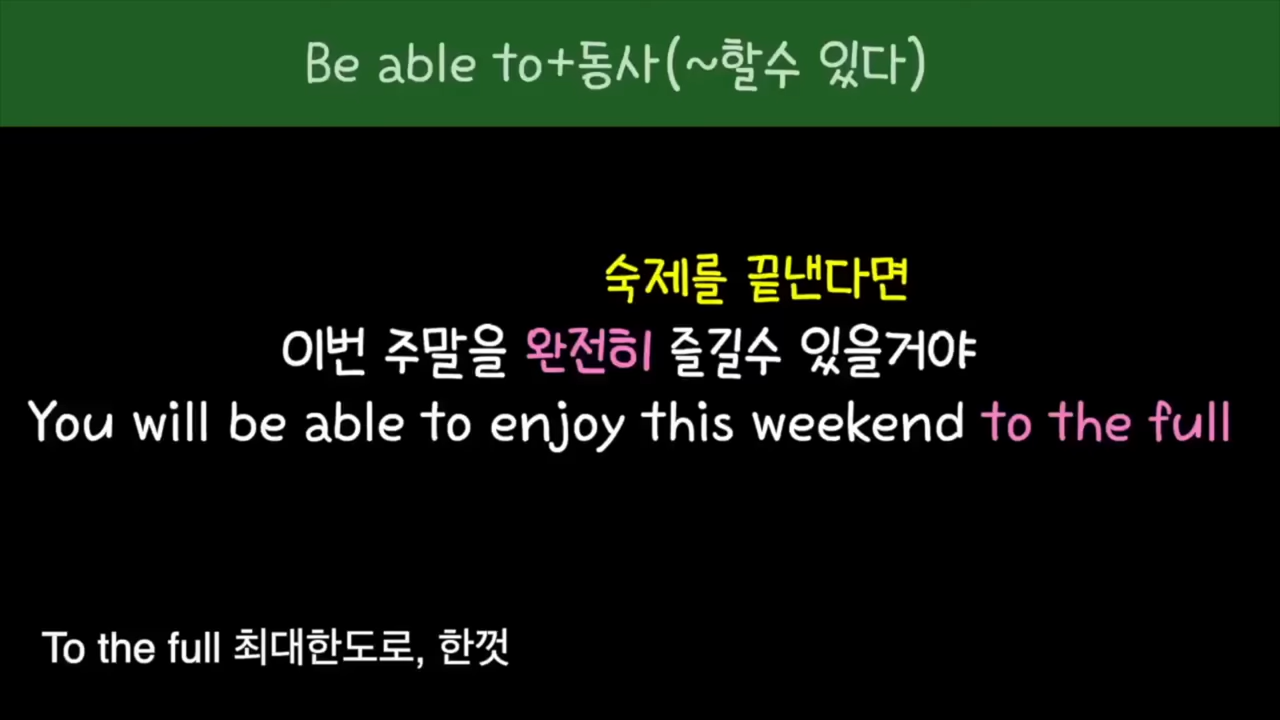 Be able to+동사(~할수 있다)
숙제를 끝낸다면
이번 주말을 완전히 즐길수 있을거야
You will be able to enjoy this weekend to the full
To the full 최대한도로, 한껏